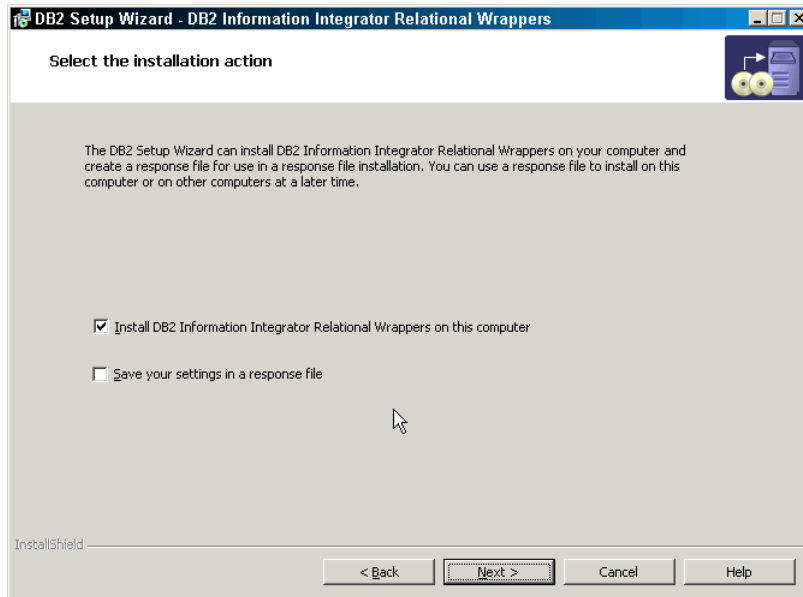 DB2 Setup Wizard - DB2 Information Integrator Relational Wrappers
Select the installation action
The DB2 Setup Wizard can install DB2 Information Integrator Relational Wrappers on your computer and
create a response file for use in a response file installation. You can use a response file to install on this
computer or on other computers at a later time.
Install DB2 Information Integrator Relational Wrappers on this computer
Save your settings in a response file
InstallShield
< Back
Next >
Cancel
Help